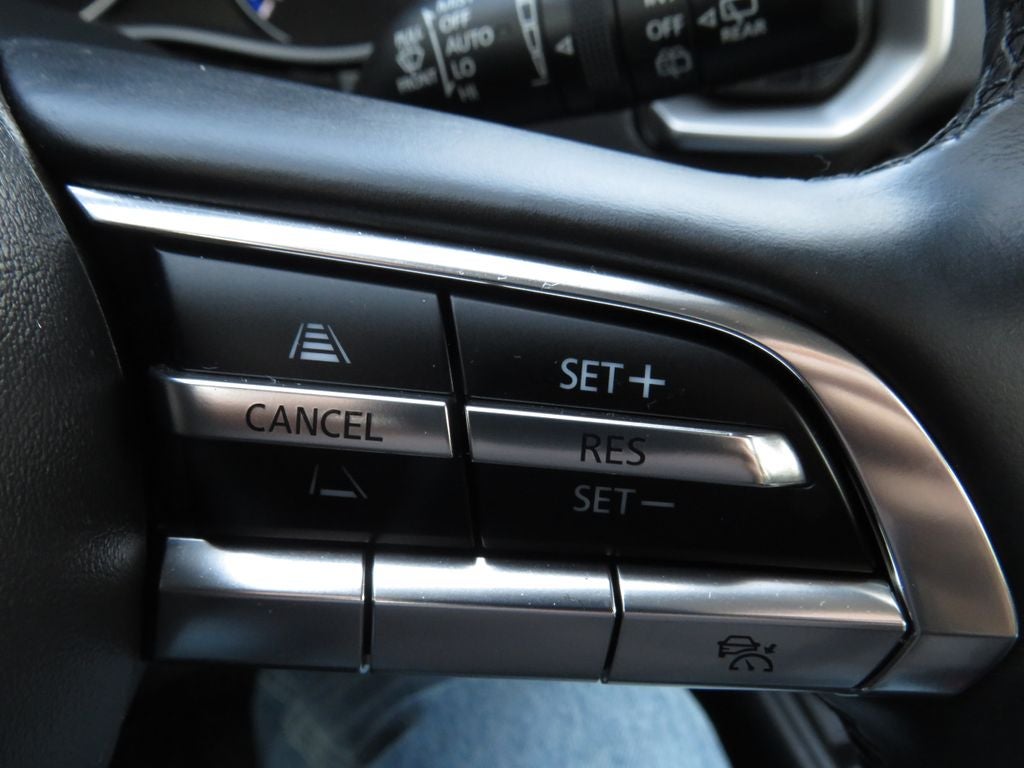 OFF
AUTO
LO
HI
FRONT
OFF
REAR
SET+
CANCEL
RES
SET−